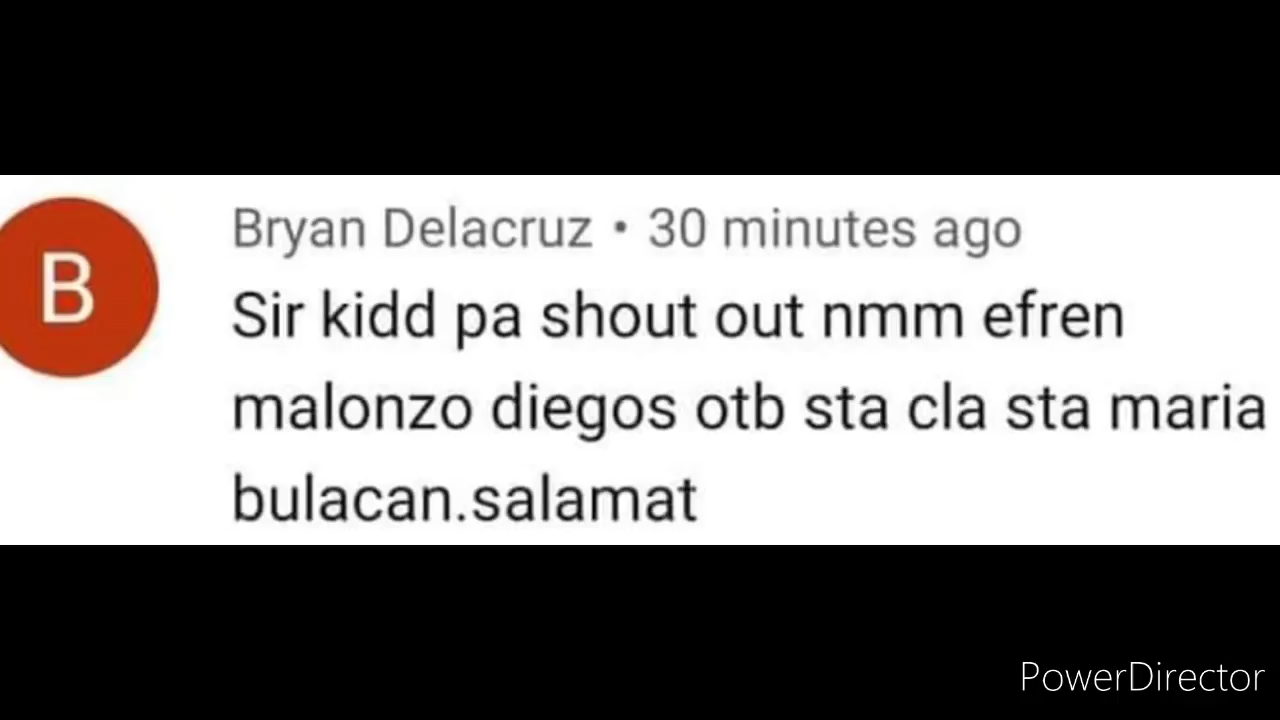 B
Bryan Delacruz • 30 minutes ago
Sir kidd pa shout out nmm efren
malonzo diegos otb sta cla sta maria
bulacan.salamat
PowerDirector